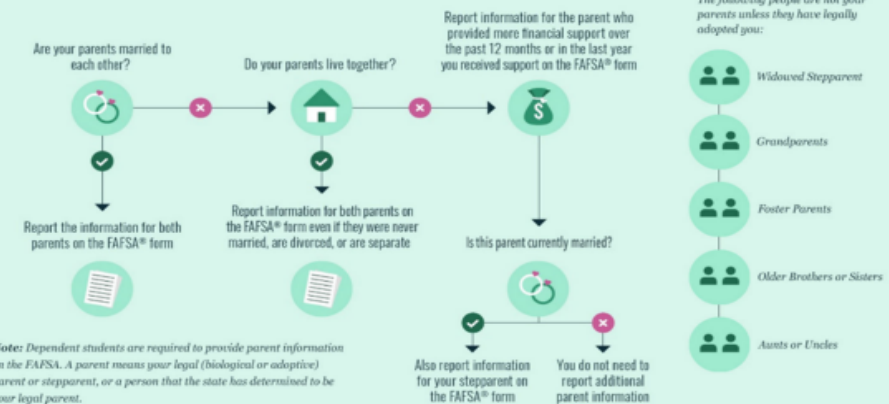 Are your parents married to
each other?
Do your parents live together?
Report information for the parent who
provided more financial support over
the past 12 months or in the last year
you received support on the FAFSA® form
Report the information for both
parents on the FAFSA® form
Report information for both parents on
the FAFSA® form even if they were never
married, are divorced, or are separate
$
Is this parent currently married?
Also report information
for your stepparent on
the FAFSA® form
You do not need to
report additional
parent information
ote: Dependent students are required to provide parent information
n the FAFSA. A parent means your legal (biological or adoptive)
arent or stepparent, or a person that the state has determined to be
our legal parent.
The following people are not your
parents unless they have legally
adopted you:
Widowed Stepparent
Grandparents
Foster Parents
Older Brothers or Sisters
Aunts or Uncles